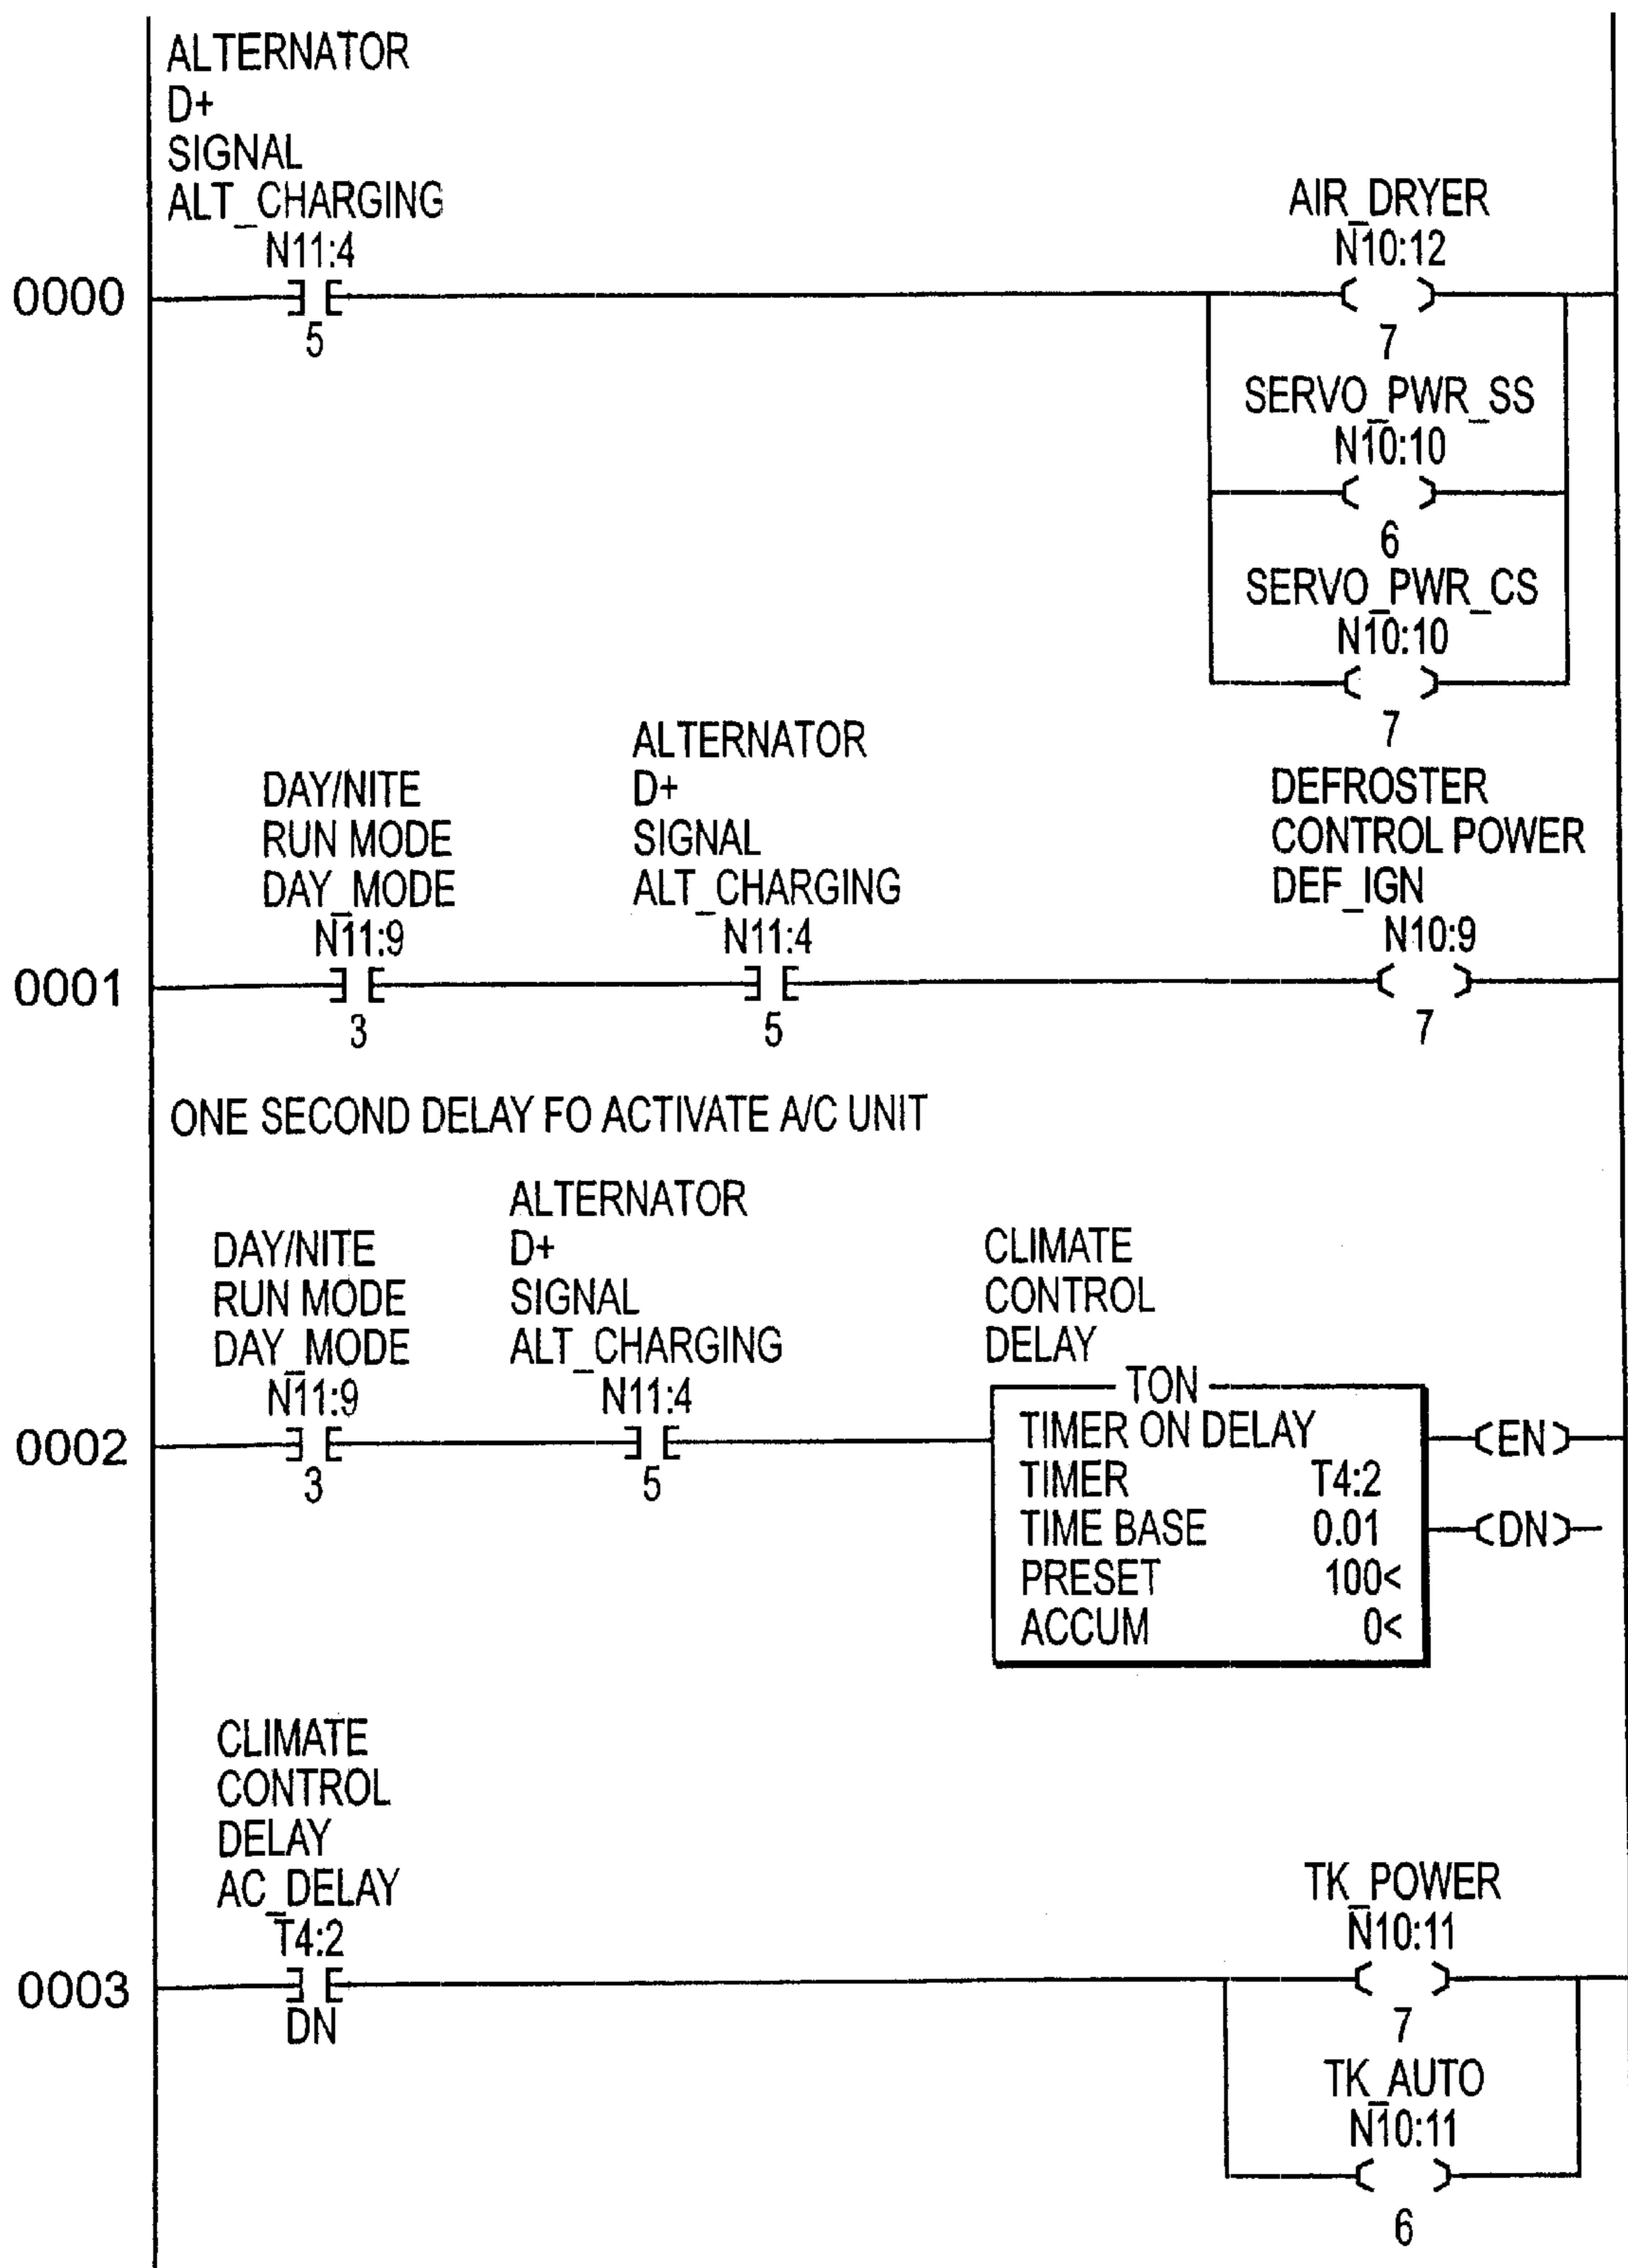 ALTERNATOR
D+
SIGNAL
ALT_CHARGING
N11:4
0000
5
AIR_DRYER
N10:12
7
SERVO_PWR_SS
N10:10
6
SERVO_PWR_CS
N10:10
7
DAY/NITE
RUN MODE
DAY_MODE
N11:9
0001
3
ALTERNATOR
D+
SIGNAL
ALT_CHARGING
N11:4
5
DEFROSTER
CONTROL POWER
DEF_IGN
N10:9
7
ONE SECOND DELAY FO ACTIVATE A/C UNIT
DAY/NITE
RUN MODE
DAY_MODE
N11:9
0002
3
ALTERNATOR
D+
SIGNAL
ALT_CHARGING
N11:4
5
CLIMATE
CONTROL
DELAY
TON
TIMER ON DELAY
TIMER T4:2
TIME BASE 0.01
PRESET 100<
ACCUM 0<
EN
DN
CLIMATE
CONTROL
DELAY
AC_DELAY
T4:2
0003
DN
TK_POWER
N10:11
7
TK_AUTO
N10:11
6